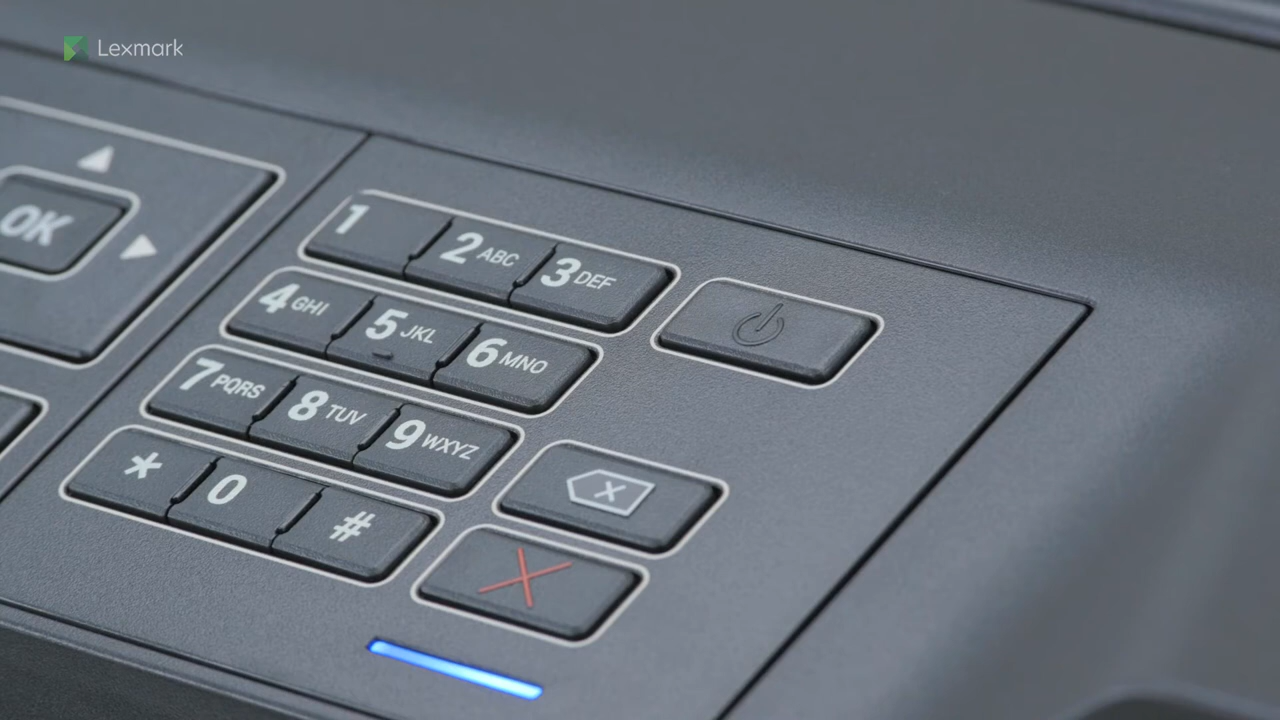 Lexmark
OK
1
2 ABC
3 DEF
4 GHI
5 JKL
6 MNO
7 PQRS
8 TUV
9 WXYZ
*
0
#
X